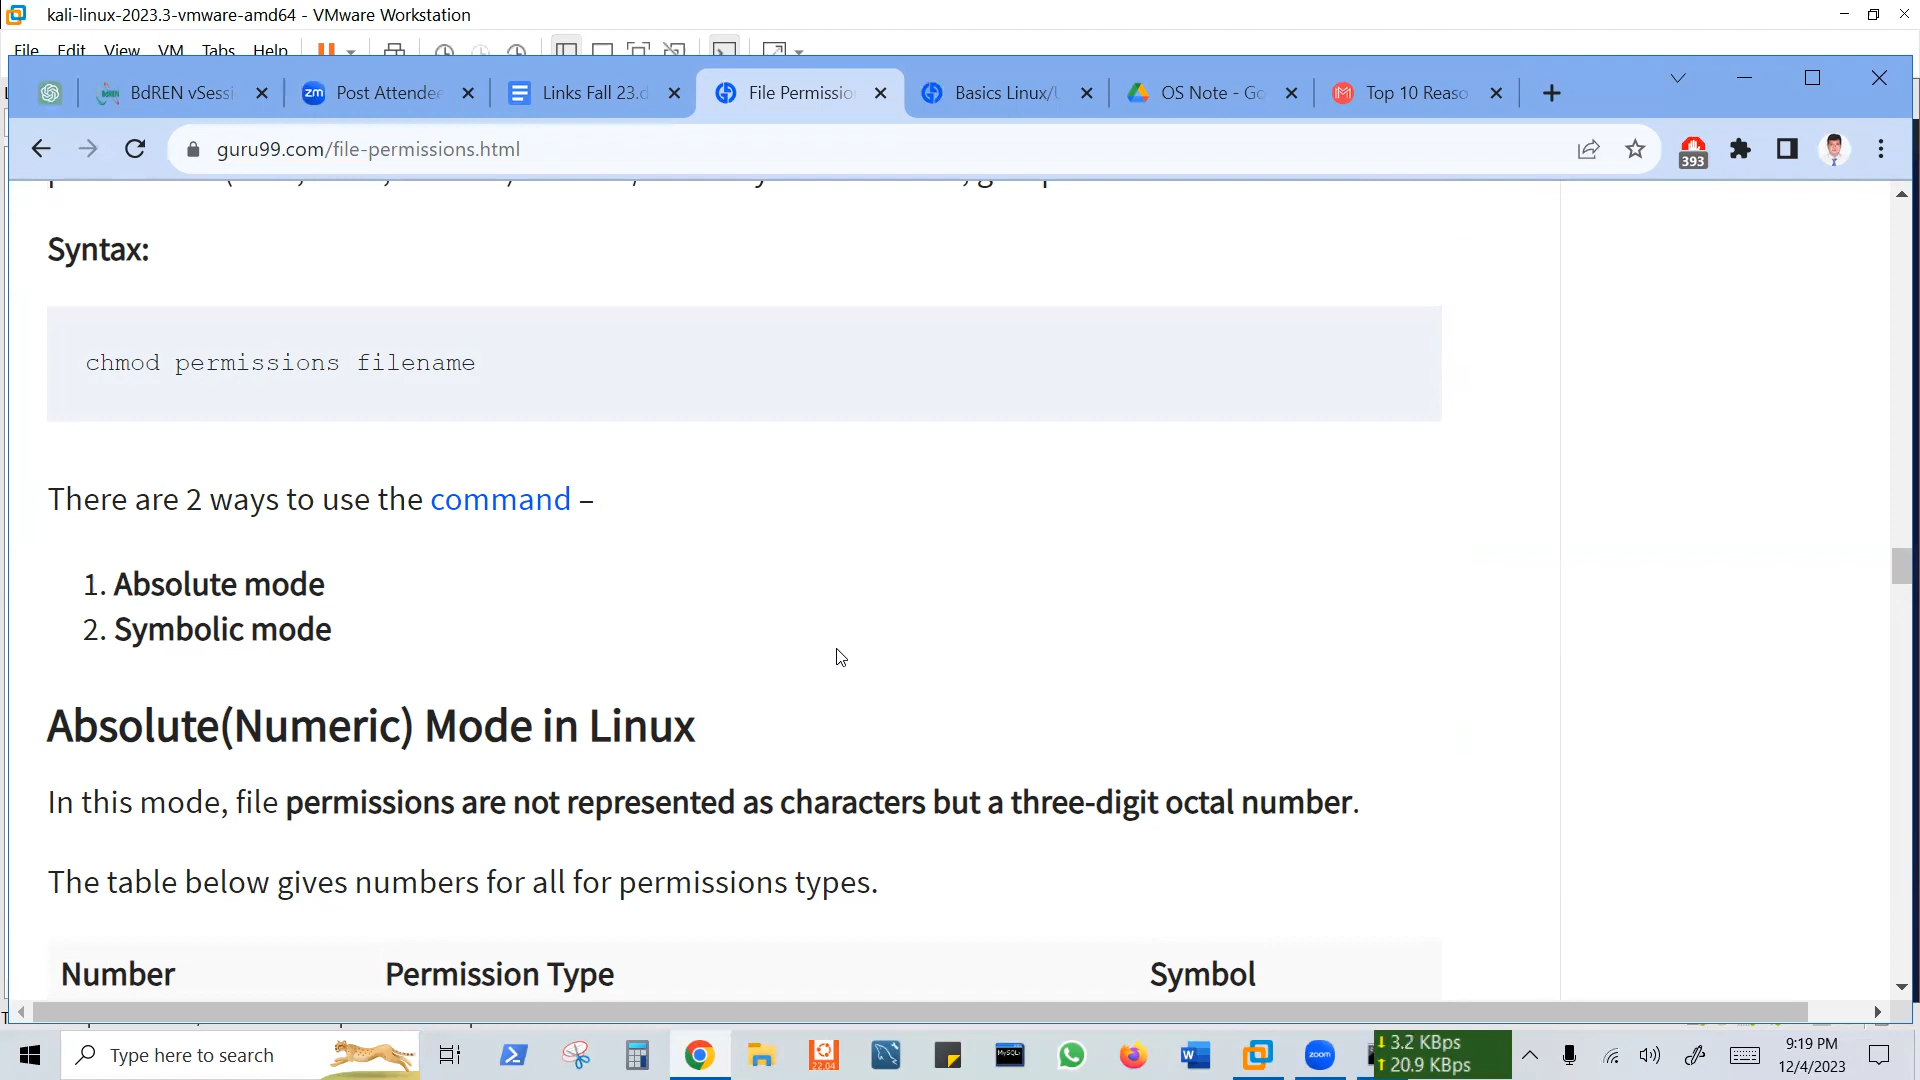 kali-linux-2023.3-vmware-amd64 - VMware Workstation
File Edit View VM Tabs Help
BdREN vSessi
Post Attende
Links Fall 23.d
File Permissio
Basics Linux/U
OS Note - Go
Top 10 Reaso
guru99.com/file-permissions.html
393
Syntax:
chmod permissions filename
There are 2 ways to use the command –
1. Absolute mode
2. Symbolic mode
Absolute(Numeric) Mode in Linux
In this mode, file permissions are not represented as characters but a three-digit octal number.
The table below gives numbers for all for permissions types.
Number Permission Type Symbol
Type here to search
22.04
MySQL
zoom
3.2 KBps
20.9 KBps
9:19 PM
12/4/2023